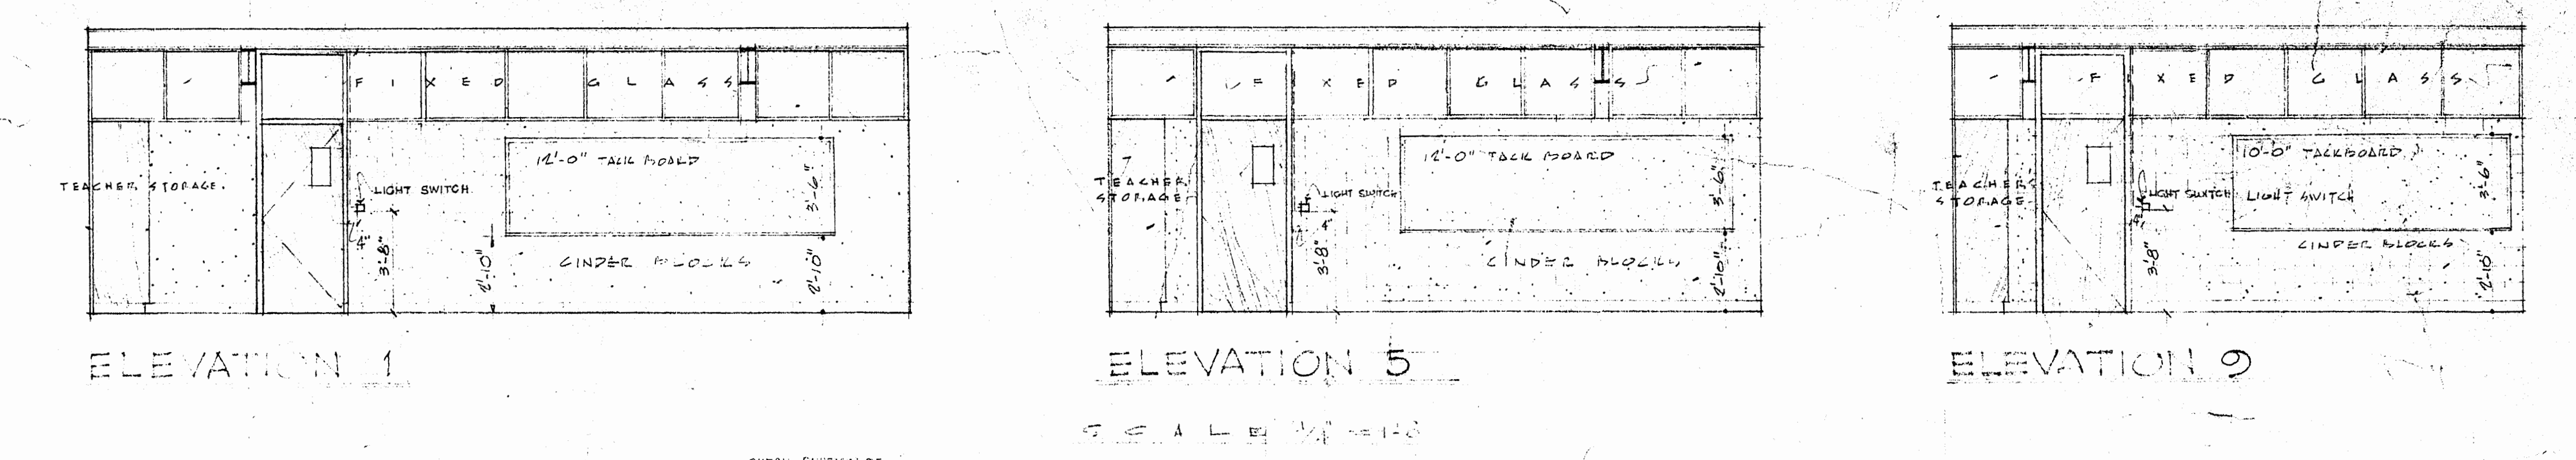 FIXED GLASS
12'-0" TACK BOARD
TEACHER STORAGE.
LIGHT SWITCH
3'-6"
4"
3'-8"
2'-10"
CINDER BLOCKS
2'-10"
ELEVATION 1
FIXED GLASS
12'-0" TACK BOARD
TEACHER
STORAGE
LIGHT SWITCH
3'-6"
4"
3'-8"
CINDER BLOCKS
2'-10"
ELEVATION 5
SCALE
FIXED GLASS
10'-0" TACKBOARD
TEACHER'S
STORAGE
LIGHT SWITCH
LIGHT SWITCH
3'-6"
3'-8"
CINDER BLOCKS
2'-10"
ELEVATION 9